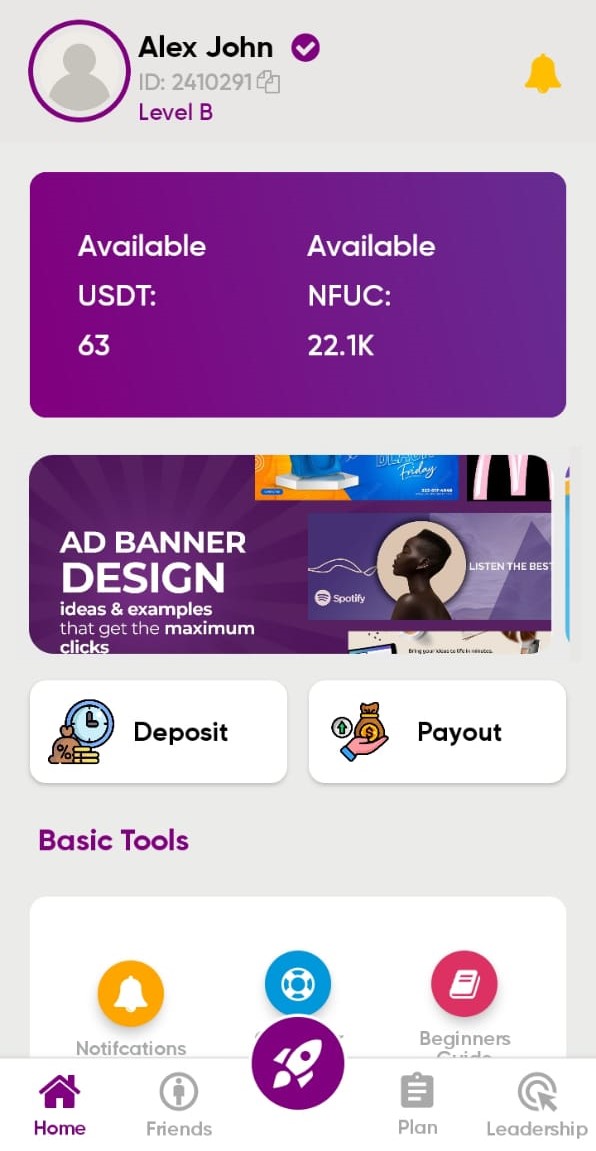 Alex John
ID: 2410291
Level B
Available
USDT:
63
Available
NFUC:
22.1K
AD BANNER
DESIGN
ideas & examples
that get the maximum
clicks
BLACK
Friday
Spotify
LISTEN THE BEST
Bring your ideas to life in minutes.
Deposit
Payout
Basic Tools
Notifcations
Beginners
Guide
Home
Friends
Plan
Leadership